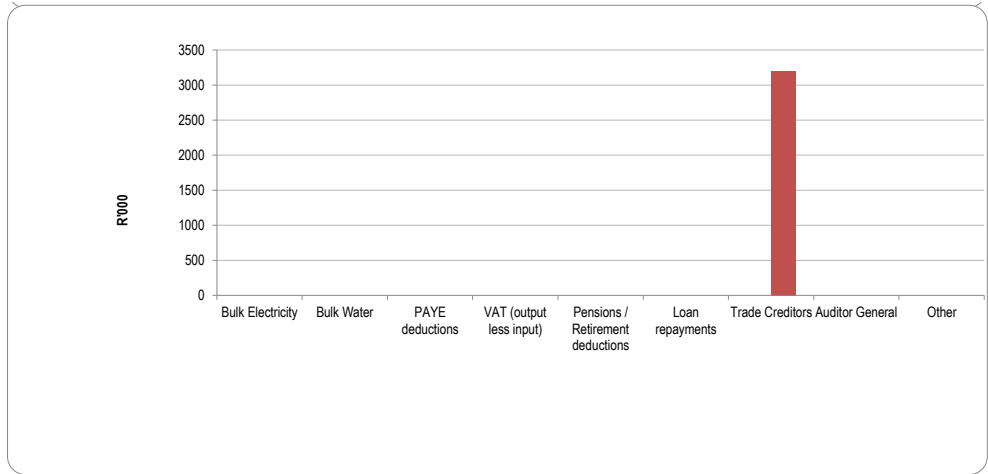 3500
3000
2500
2000
1500
1000
500
0
R'000
Bulk Electricity
Bulk Water
PAYE
deductions
VAT (output
less input)
Pensions /
Retirement
deductions
Loan
repayments
Trade Creditors
Auditor General
Other